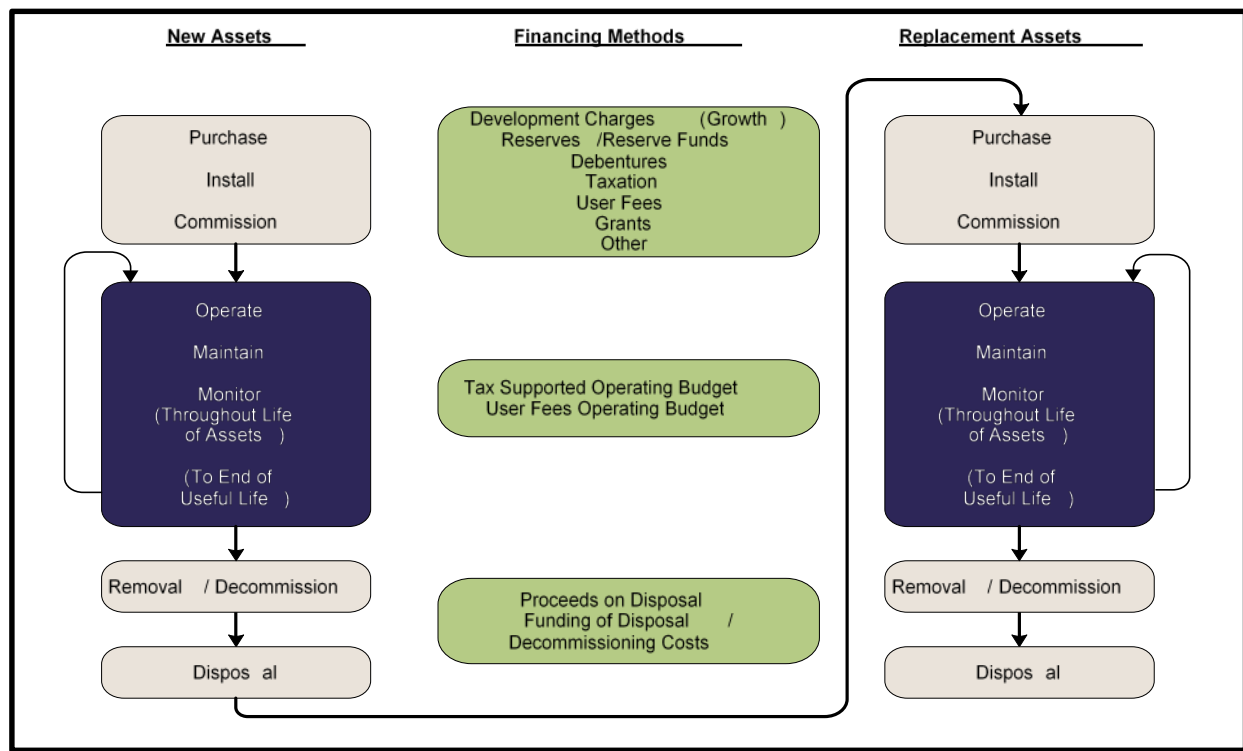 New Assets
Purchase
Install
Commission
Operate
Maintain
Monitor
(Throughout Life
of Assets )
(To End of
Useful Life )
Removal / Decommission
Dispos al
Financing Methods
Development Charges (Growth )
Reserves /Reserve Funds
Debentures
Taxation
User Fees
Grants
Other
Tax Supported Operating Budget
User Fees Operating Budget
Proceeds on Disposal
Funding of Disposal /
Decommissioning Costs
Replacement Assets
Purchase
Install
Commission
Operate
Maintain
Monitor
(Throughout Life
of Assets )
(To End of
Useful Life )
Removal / Decommission
Dispos al